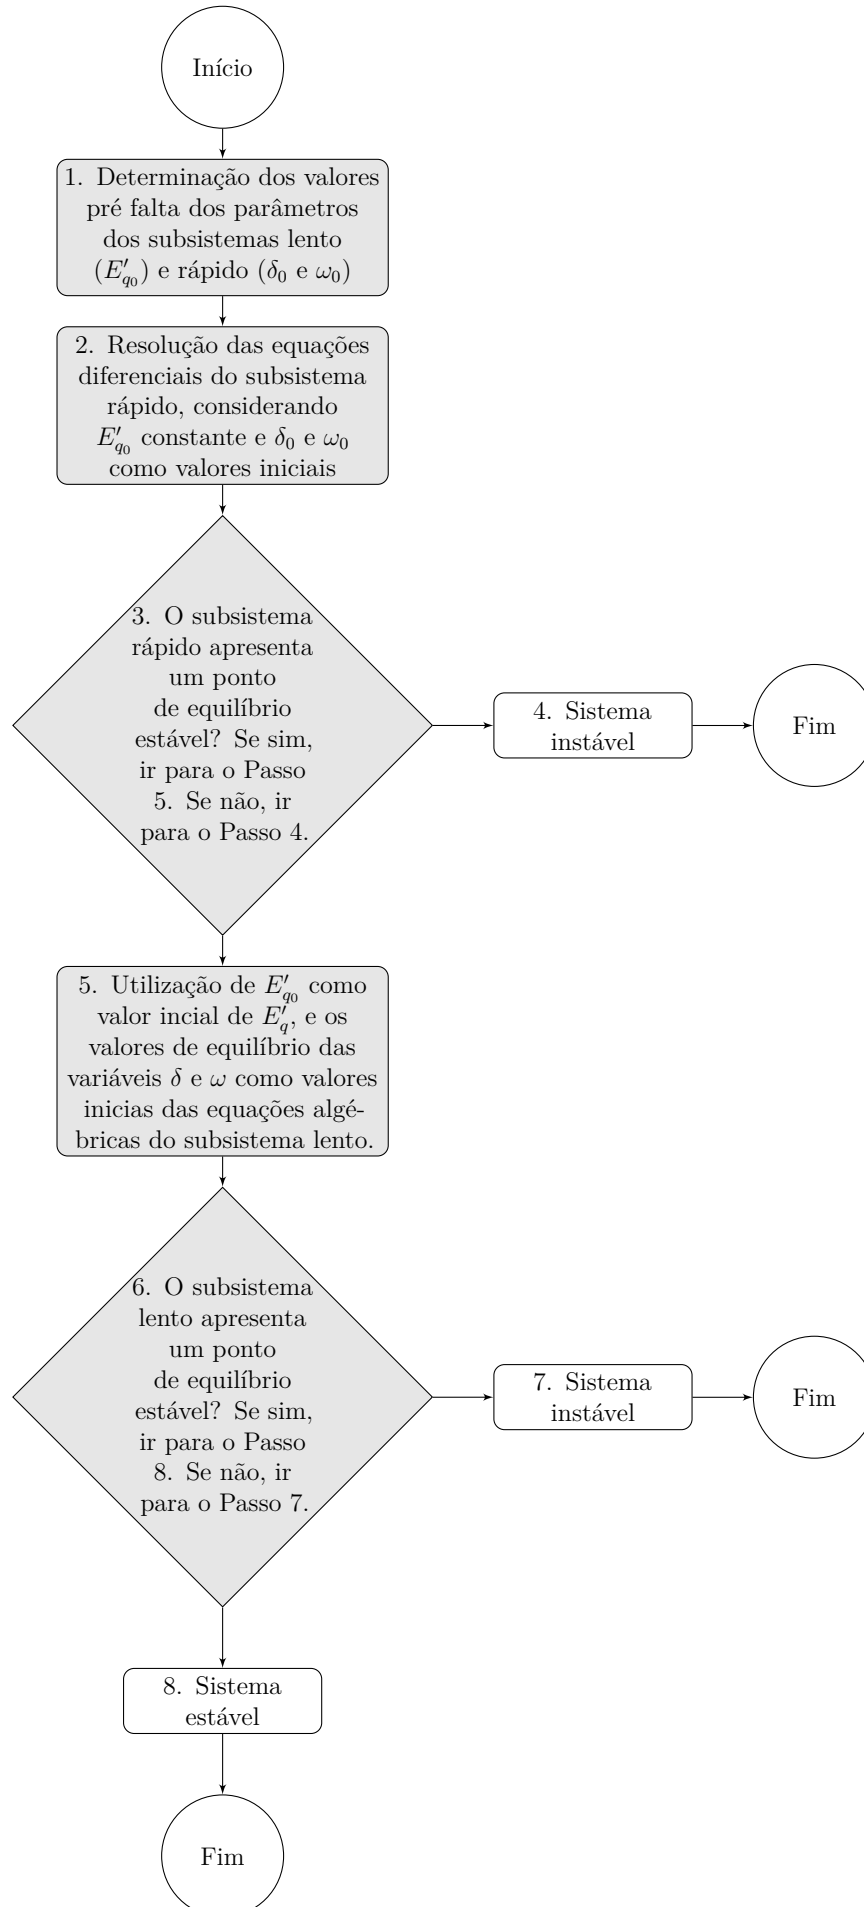 Início
1. Determinação dos valores
pré falta dos parâmetros
dos subsistemas lento
(E′q0) e rápido (δ0 e ω0)
2. Resolução das equações
diferenciais do subsistema
rápido, considerando
E′q0 constante e δ0 e ω0
como valores iniciais
3. O subsistema
rápido apresenta
um ponto
de equilíbrio
estável? Se sim,
ir para o Passo
5. Se não, ir
para o Passo 4.
4. Sistema
instável
Fim
5. Utilização de E′q0 como
valor incial de E′q, e os
valores de equilíbrio das
variáveis δ e ω como valores
inicias das equações algé-
bricas do subsistema lento.
6. O subsistema
lento apresenta
um ponto
de equilíbrio
estável? Se sim,
ir para o Passo
8. Se não, ir
para o Passo 7.
7. Sistema
instável
Fim
8. Sistema
estável
Fim